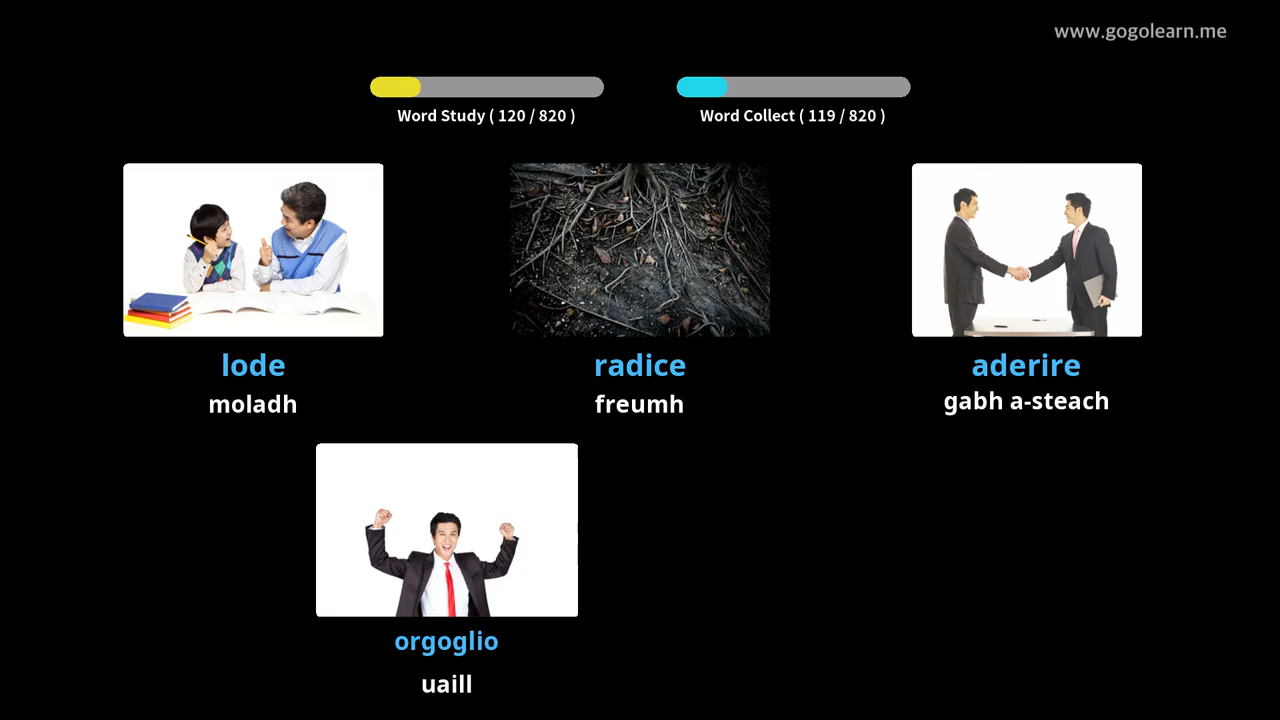 www.gogolearn.me
Word Study ( 120 / 820 )
Word Collect ( 119 / 820 )
lode
moladh
radice
freumh
aderire
gabh a-steach
orgoglio
uaill